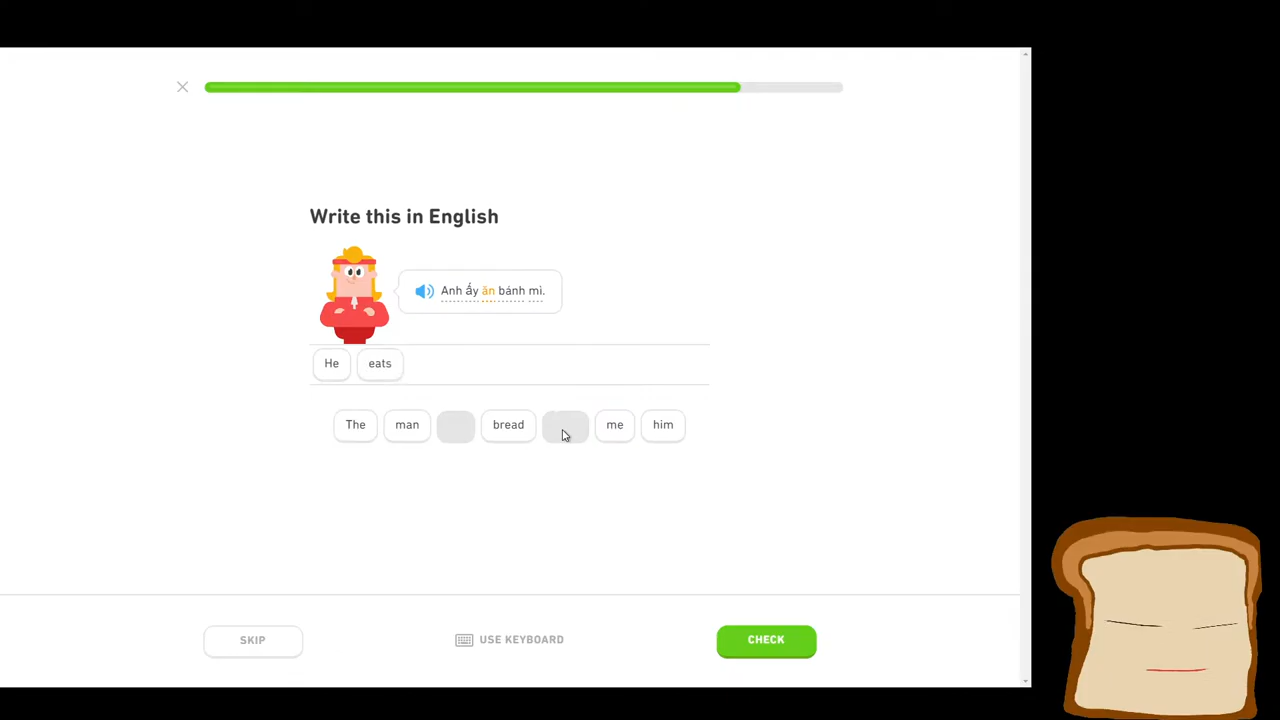 Write this in English
Anh ấy ăn bánh mì.
He eats
The man bread me him
SKIP USE KEYBOARD CHECK